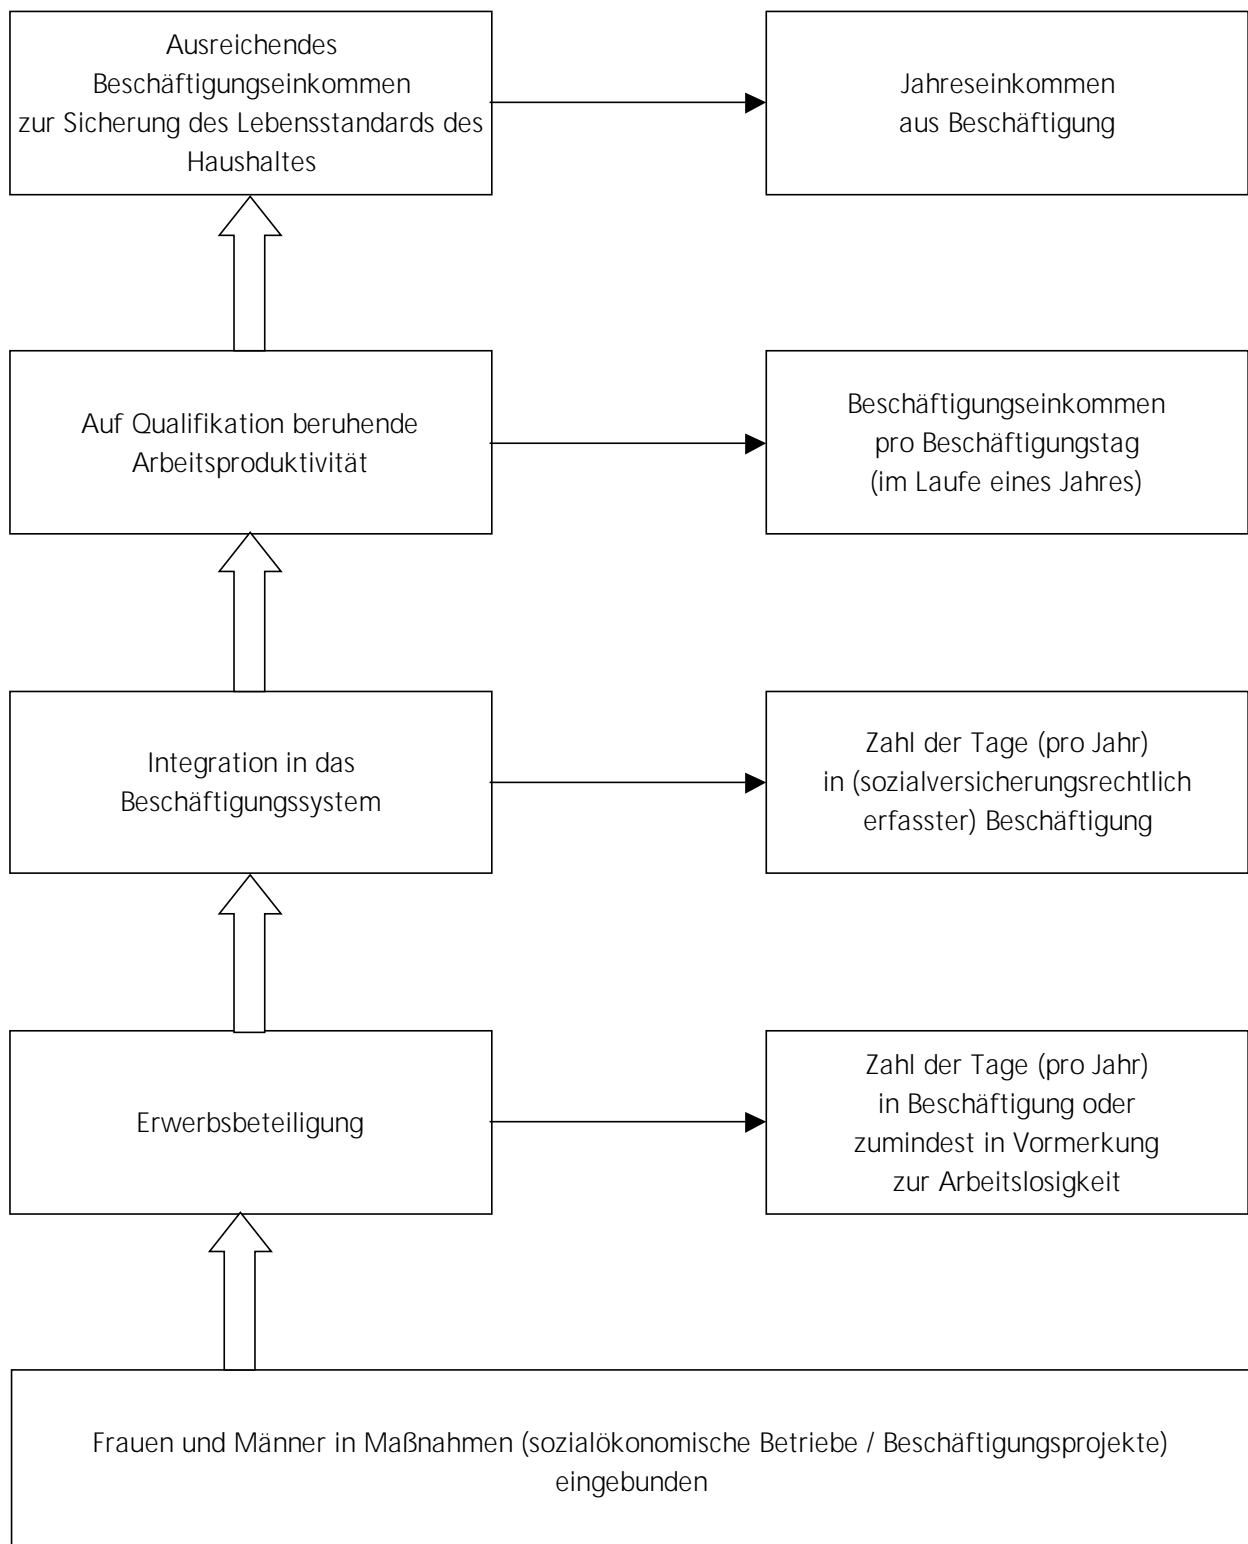 Ausreichendes
Beschäftigungseinkommen
zur Sicherung des Lebensstandards des
Haushaltes
Jahreseinkommen
aus Beschäftigung
Auf Qualifikation beruhende
Arbeitsproduktivität
Beschäftigungseinkommen
pro Beschäftigungstag
(im Laufe eines Jahres)
Integration in das
Beschäftigungssystem
Zahl der Tage (pro Jahr)
in (sozialversicherungsrechtlich
erfasster) Beschäftigung
Erwerbsbeteiligung
Zahl der Tage (pro Jahr)
in Beschäftigung oder
zumindest in Vormerkung
zur Arbeitslosigkeit
Frauen und Männer in Maßnahmen (sozialökonomische Betriebe / Beschäftigungsprojekte)
eingebunden